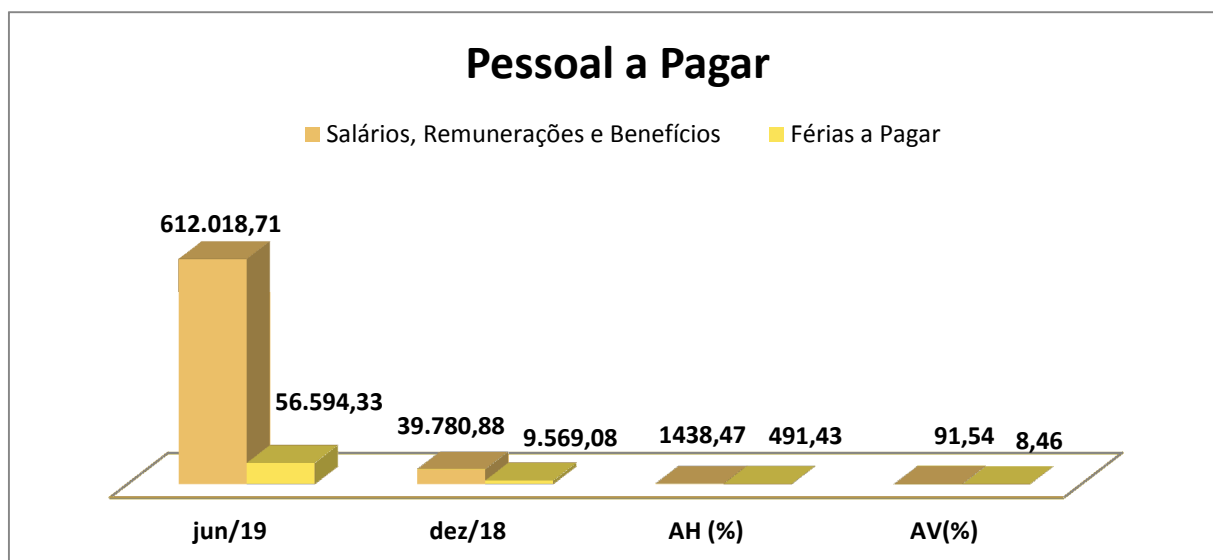 Pessoal a Pagar
Salários, Remunerações e Benefícios Férias a Pagar
612.018,71
56.594,33
39.780,88
9.569,08
1438,47
491,43
91,54
8,46
jun/19 dez/18 AH (%) AV(%)